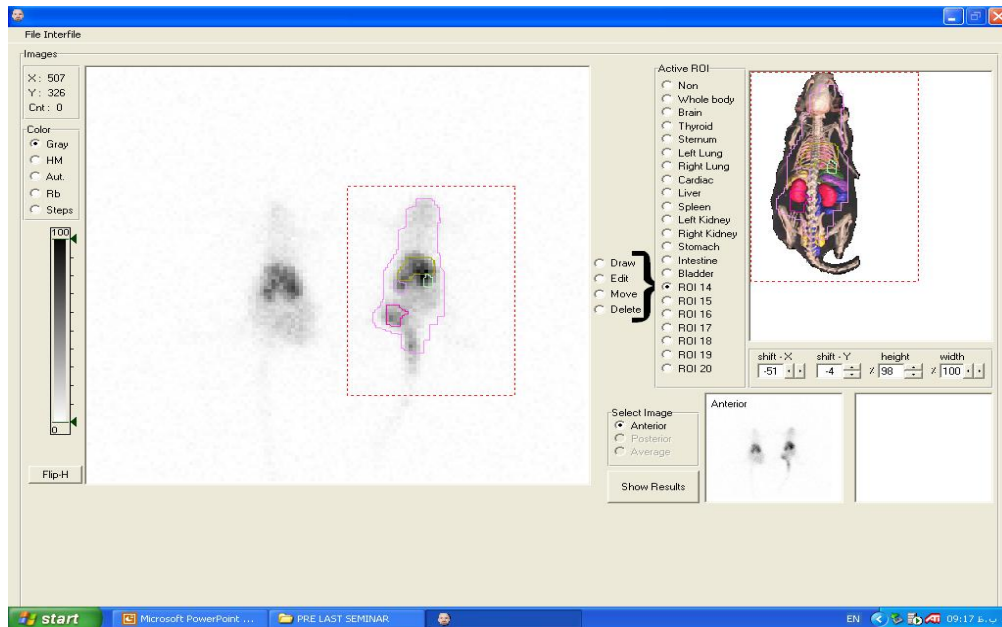 File Interfile
Images
X: 507
Y: 326
Cnt: 0
Color
Gray
HM
Aut.
Rb
Steps
100
0
Flip-H
Draw
Edit
Move
Delete
Active ROI
Non
Whole body
Brain
Thyroid
Sternum
Left Lung
Right Lung
Cardiac
Liver
Spleen
Left Kidney
Right Kidney
Stomach
Intestine
Bladder
ROI 14
ROI 15
ROI 16
ROI 17
ROI 18
ROI 19
ROI 20
shift - X shift - Y height width
-51 -4 % 98 % 100
Select Image
Anterior
Posterior
Average
Show Results
Anterior
start
Microsoft PowerPoint ...
PRE LAST SEMINAR
EN
09:17 ب.ظ